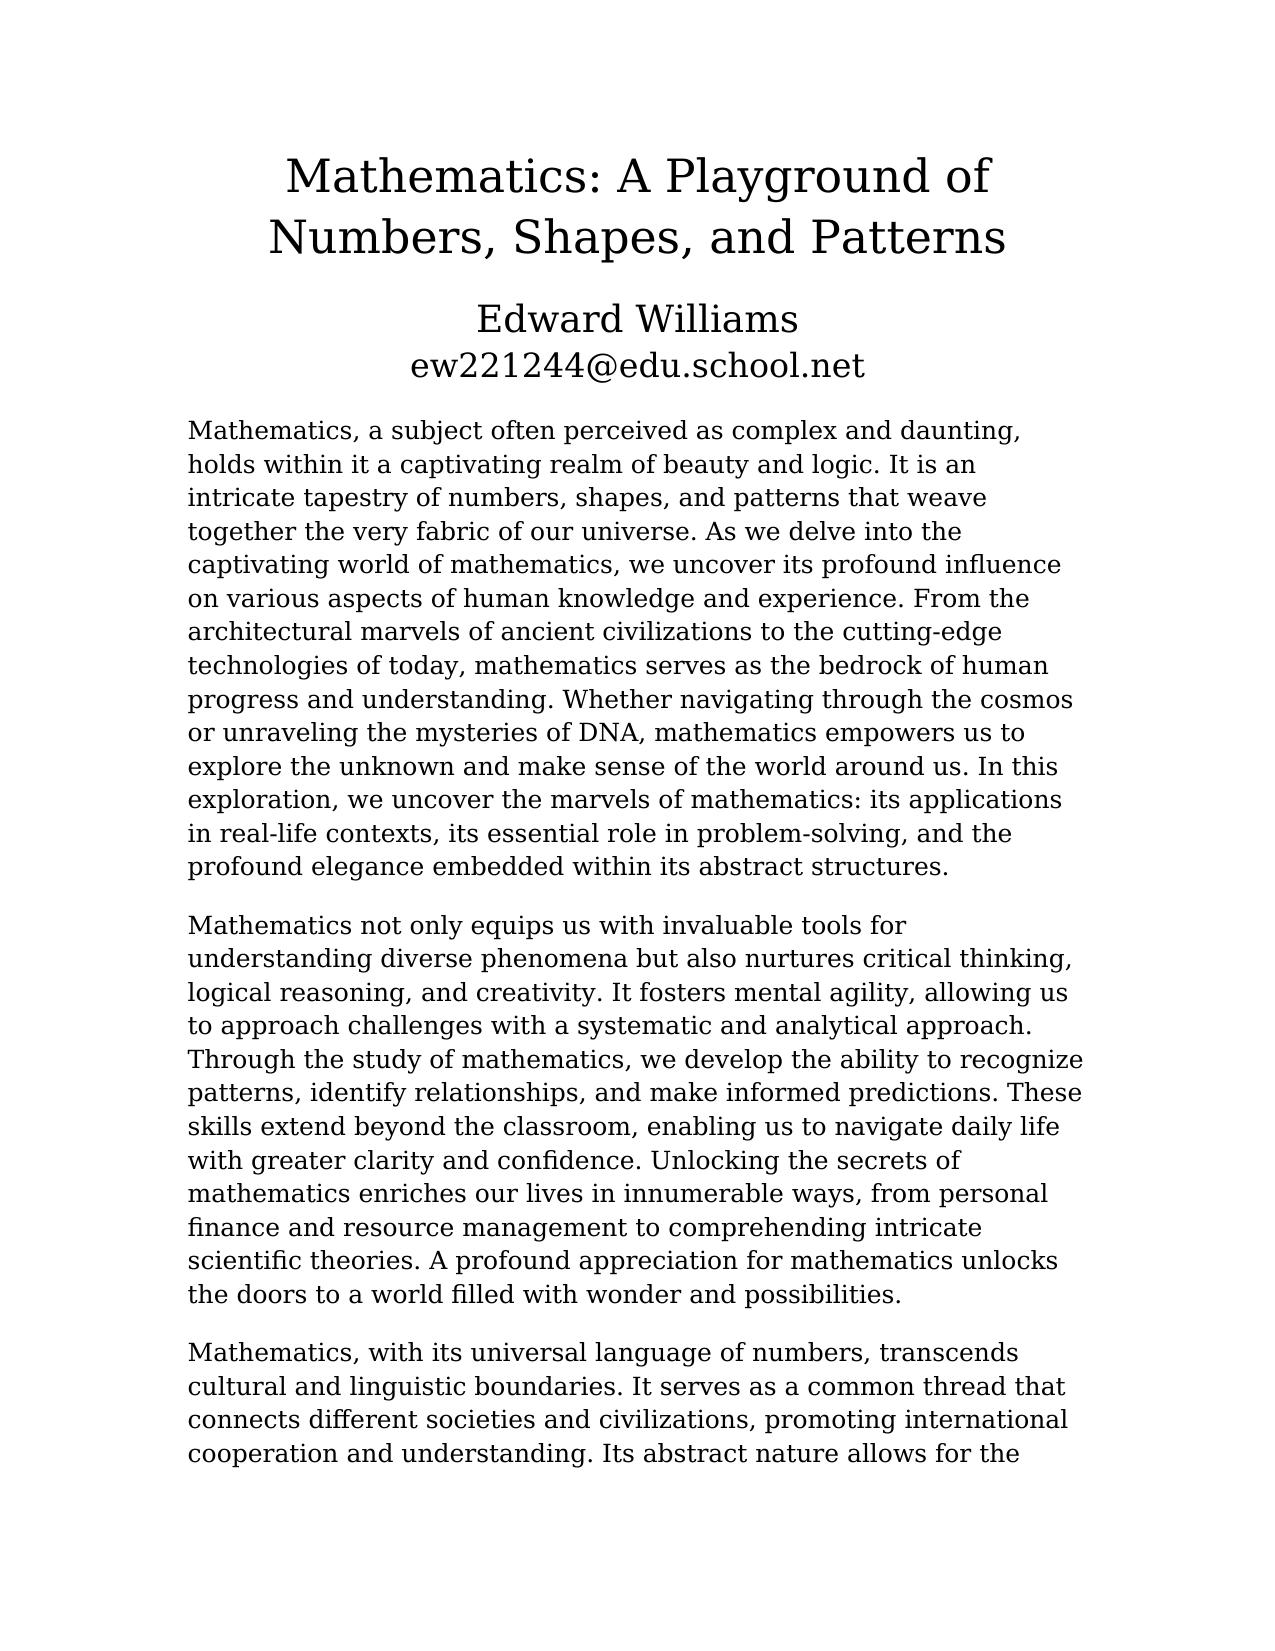 Mathematics: A Playground of
Numbers, Shapes, and Patterns
Edward Williams
ew221244@edu.school.net
Mathematics, a subject often perceived as complex and daunting,
holds within it a captivating realm of beauty and logic. It is an
intricate tapestry of numbers, shapes, and patterns that weave
together the very fabric of our universe. As we delve into the
captivating world of mathematics, we uncover its profound influence
on various aspects of human knowledge and experience. From the
architectural marvels of ancient civilizations to the cutting-edge
technologies of today, mathematics serves as the bedrock of human
progress and understanding. Whether navigating through the cosmos
or unraveling the mysteries of DNA, mathematics empowers us to
explore the unknown and make sense of the world around us. In this
exploration, we uncover the marvels of mathematics: its applications
in real-life contexts, its essential role in problem-solving, and the
profound elegance embedded within its abstract structures.
Mathematics not only equips us with invaluable tools for
understanding diverse phenomena but also nurtures critical thinking,
logical reasoning, and creativity. It fosters mental agility, allowing us
to approach challenges with a systematic and analytical approach.
Through the study of mathematics, we develop the ability to recognize
patterns, identify relationships, and make informed predictions. These
skills extend beyond the classroom, enabling us to navigate daily life
with greater clarity and confidence. Unlocking the secrets of
mathematics enriches our lives in innumerable ways, from personal
finance and resource management to comprehending intricate
scientific theories. A profound appreciation for mathematics unlocks
the doors to a world filled with wonder and possibilities.
Mathematics, with its universal language of numbers, transcends
cultural and linguistic boundaries. It serves as a common thread that
connects different societies and civilizations, promoting international
cooperation and understanding. Its abstract nature allows for the